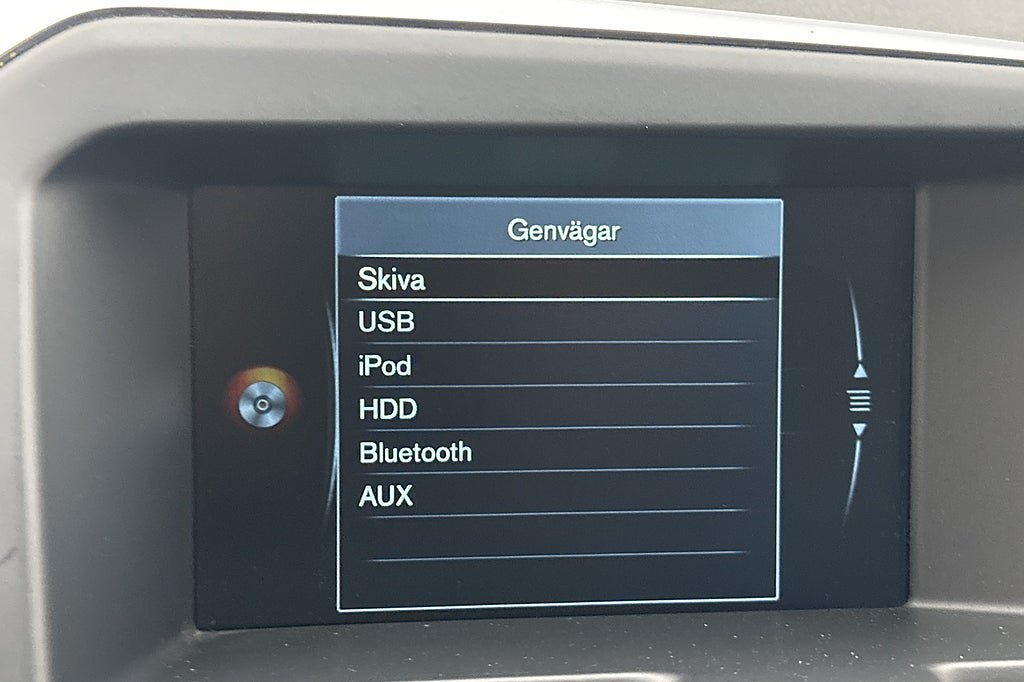 Genvägar
Skiva
USB
iPod
HDD
Bluetooth
AUX